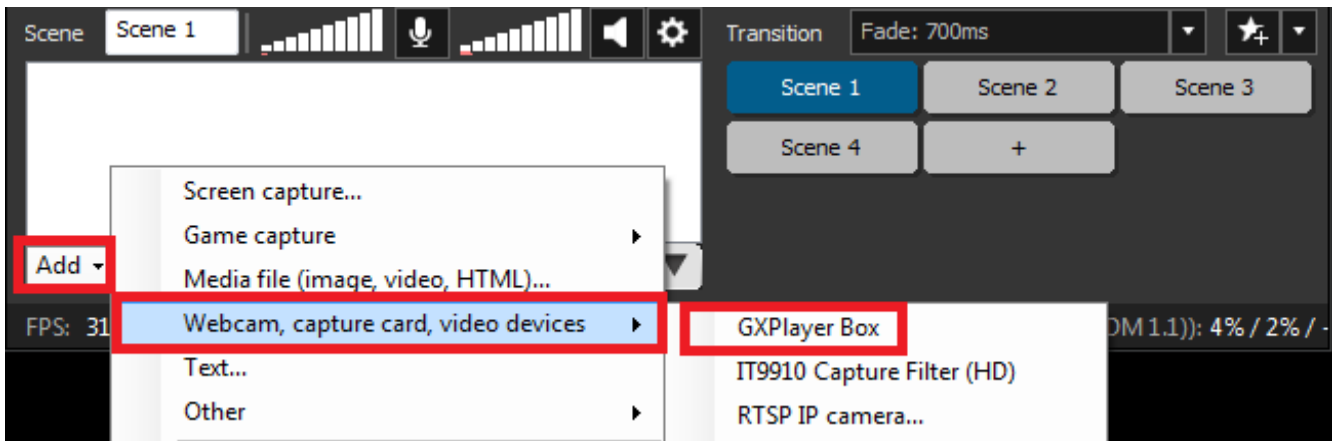 Scene
Scene 1
Transition
Fade: 700ms
Scene 1
Scene 2
Scene 3
Scene 4
+
Screen capture...
Game capture
Add
Media file (image, video, HTML)...
FPS: 31
Webcam, capture card, video devices
GXPlayer Box
OM 1.1)): 4% / 2% / -
Text...
IT9910 Capture Filter (HD)
Other
RTSP IP camera...